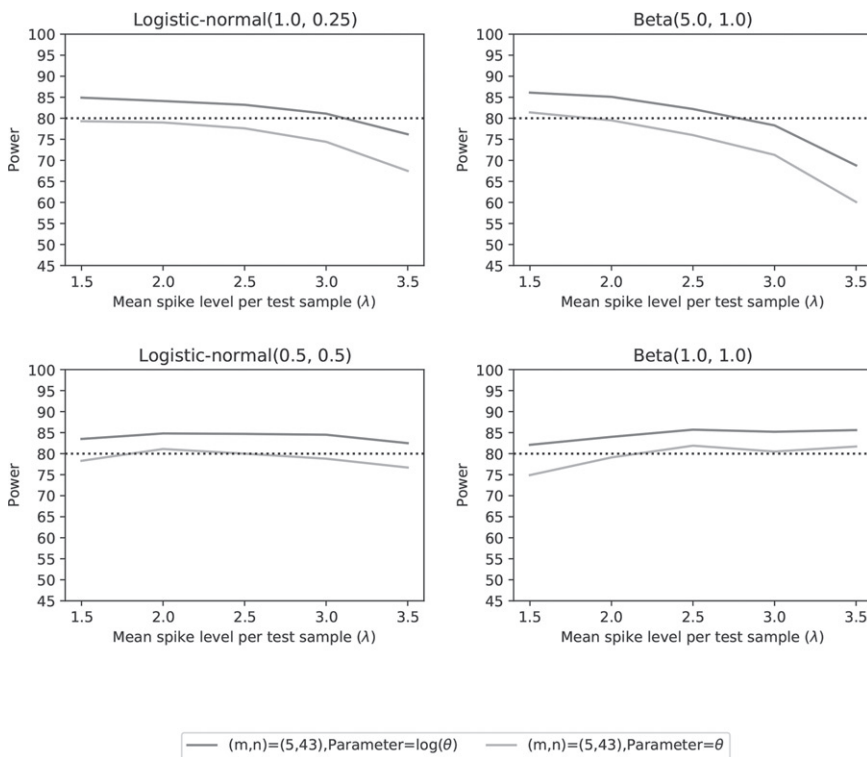 Logistic-normal(1.0, 0.25)
100
95
90
85
80
75
70
65
60
55
50
45
Power
1.5 2.0 2.5 3.0 3.5
Mean spike level per test sample (λ)
Beta(5.0, 1.0)
100
95
90
85
80
75
70
65
60
55
50
45
Power
1.5 2.0 2.5 3.0 3.5
Mean spike level per test sample (λ)
Logistic-normal(0.5, 0.5)
100
95
90
85
80
75
70
65
60
55
50
45
Power
1.5 2.0 2.5 3.0 3.5
Mean spike level per test sample (λ)
Beta(1.0, 1.0)
100
95
90
85
80
75
70
65
60
55
50
45
Power
1.5 2.0 2.5 3.0 3.5
Mean spike level per test sample (λ)
(m,n)=(5,43),Parameter=log(θ) (m,n)=(5,43),Parameter=θ